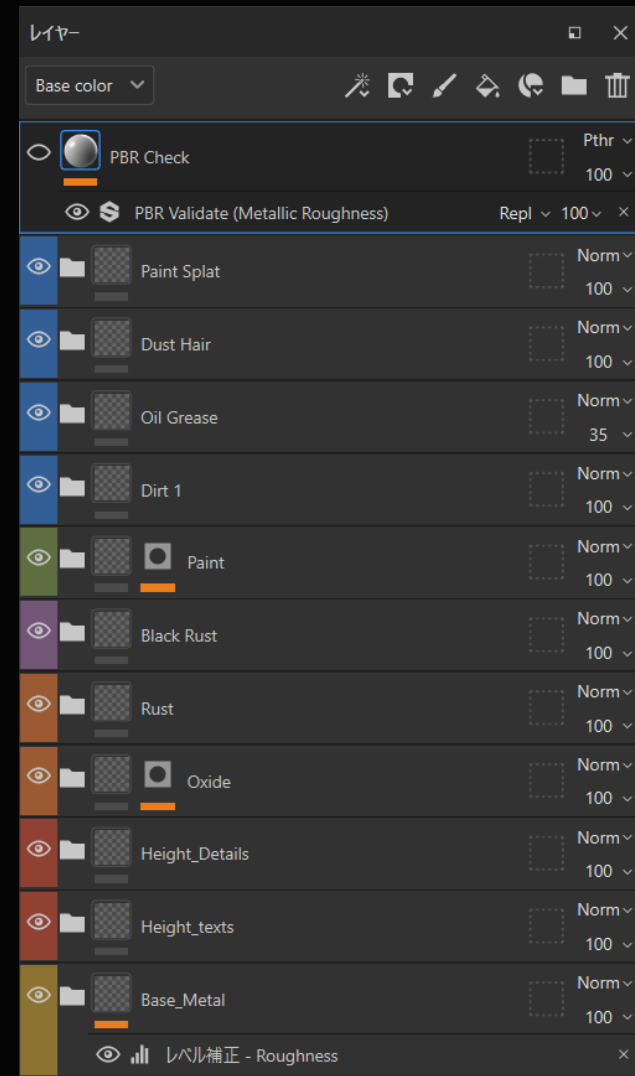 レイヤー
Base color
PBR Check
Pthr
100
PBR Validate (Metallic Roughness)
Repl
100
Paint Splat
Norm
100
Dust Hair
Norm
100
Oil Grease
Norm
35
Dirt 1
Norm
100
Paint
Norm
100
Black Rust
Norm
100
Rust
Norm
100
Oxide
Norm
100
Height_Details
Norm
100
Height_texts
Norm
100
Base_Metal
Norm
100
レベル補正 - Roughness